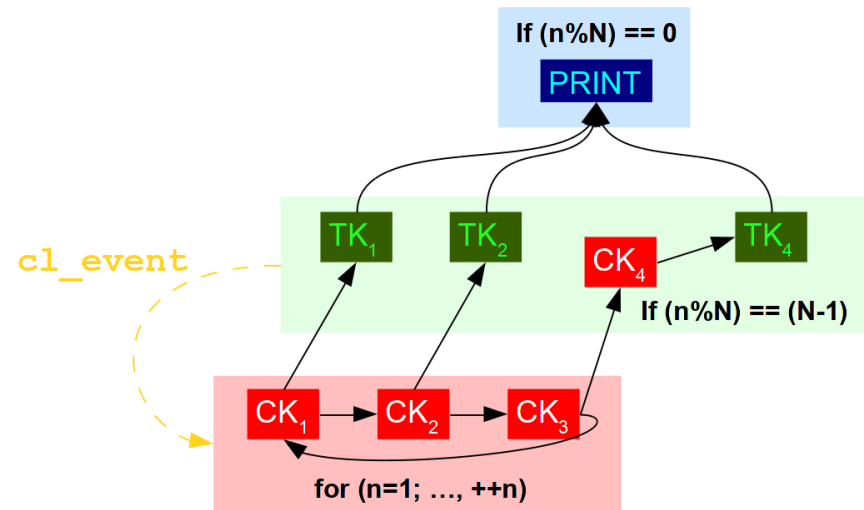 If (n%N) == 0
PRINT
TK₁
TK₂
TK₄
CK₄
cl_event
If (n%N) == (N-1)
CK₁
CK₂
CK₃
for (n=1; …, ++n)